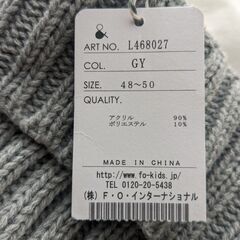 &
ART NO. L468027
COL. GY
SIZE. 48~50
QUALITY.
アクリル 90%
ポリエステル 10%
MADE IN CHINA
http://www.fo-kids.jp/
TEL 0120-20-5438
(株)F・O・インターナショナル